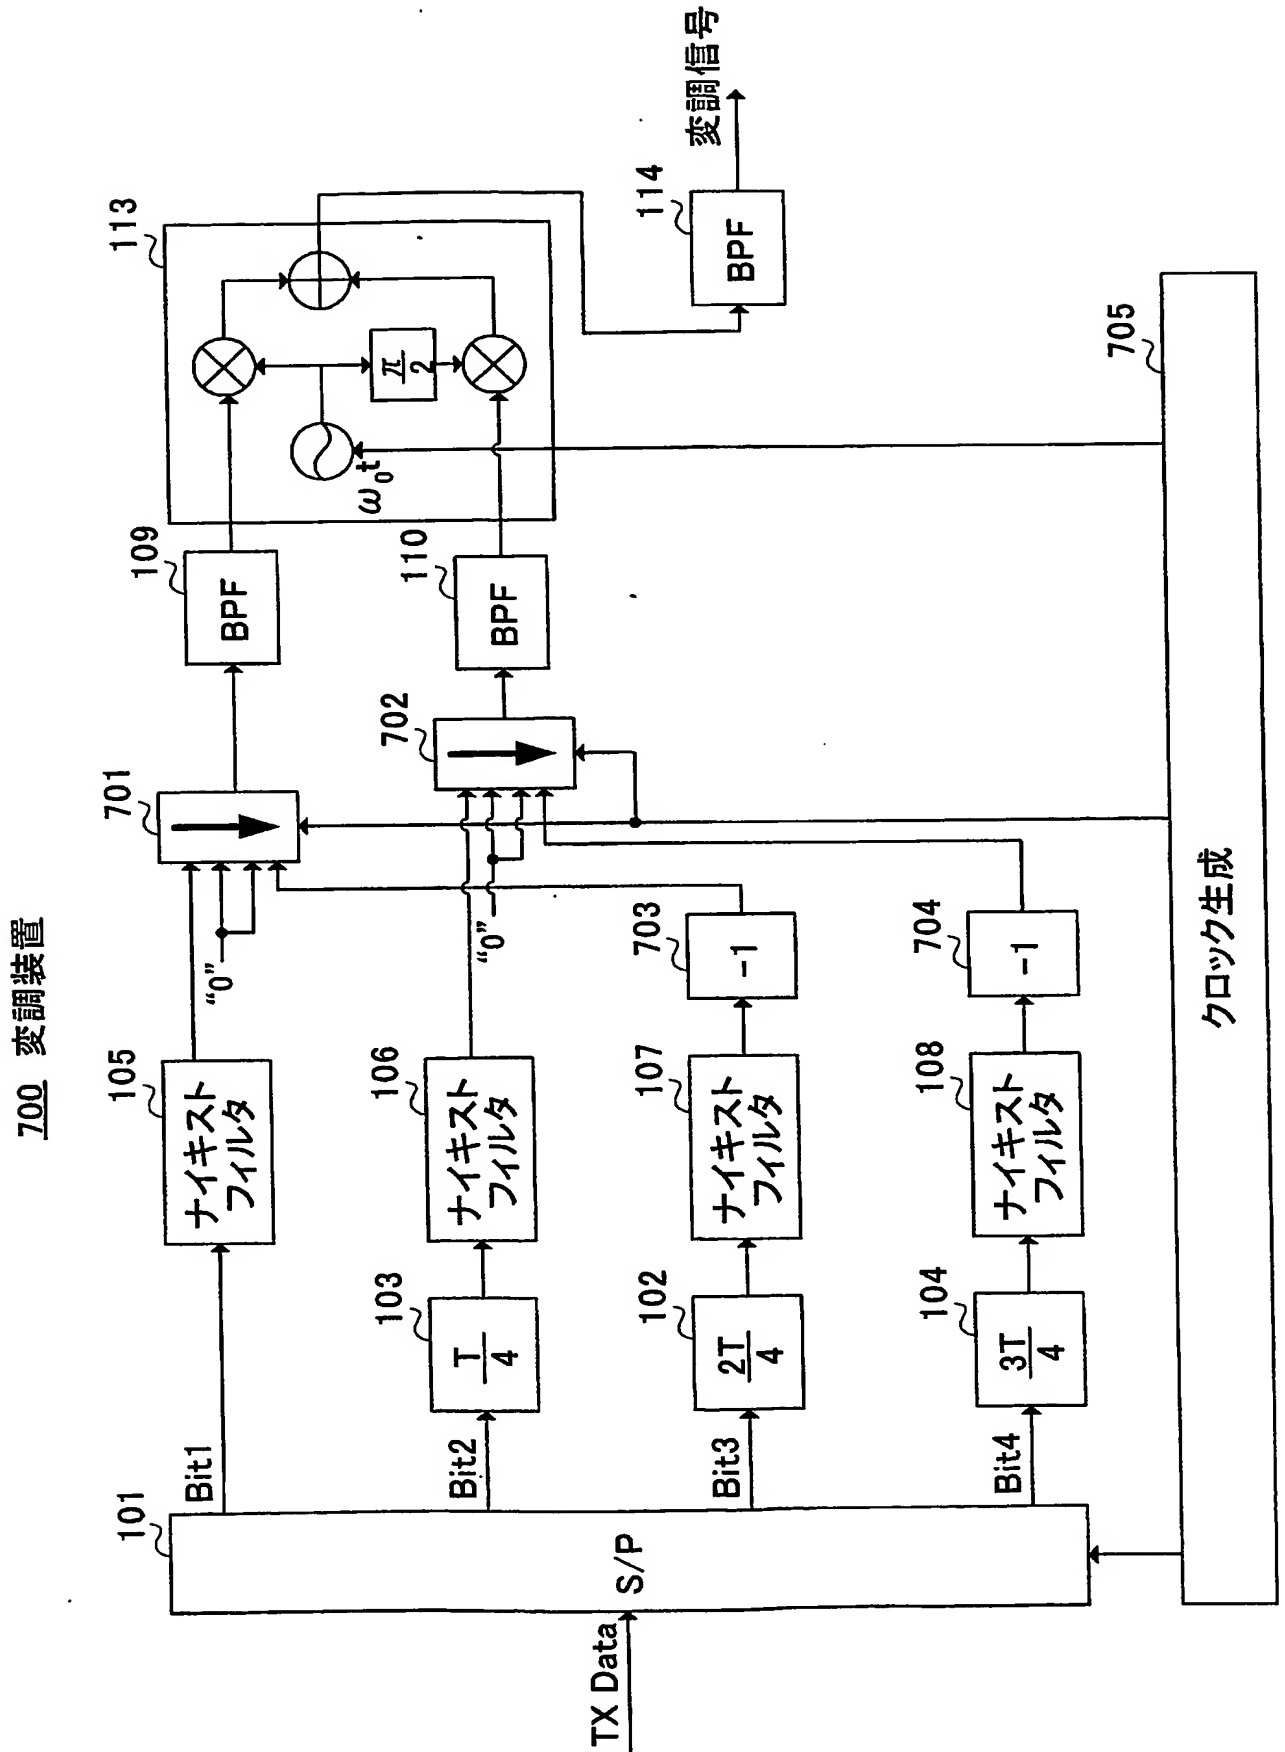 700 変調装置
TX Data
101
S/P
Bit1
Bit2
Bit3
Bit4
103
T
4
102
2T
4
104
3T
4
105
ナイキスト
フィルタ
106
ナイキスト
フィルタ
107
ナイキスト
フィルタ
108
ナイキスト
フィルタ
703
-1
704
-1
"0"
"0"
701
702
109
BPF
110
BPF
113
ω0t
π
2
114
BPF
変調信号
705
クロック生成